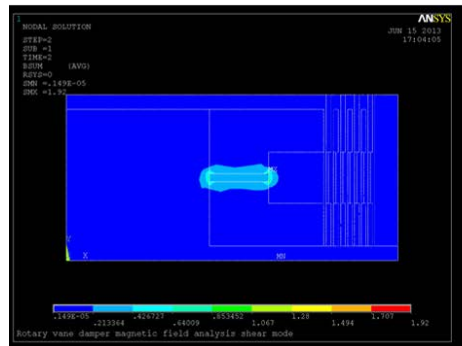 1
ANSYS
NODAL SOLUTION
JUN 15 2013
17:04:05
STEP=2
SUB =1
TIME=2
BSUM (AVG)
RSYS=0
SMN =.149E-05
SMX =1.92
MX
Y
X
MN
.149E-05 .426727 .853452 1.28 1.707
.213364 .64009 1.067 1.494 1.92
Rotary vane damper magnetic field analysis shear mode